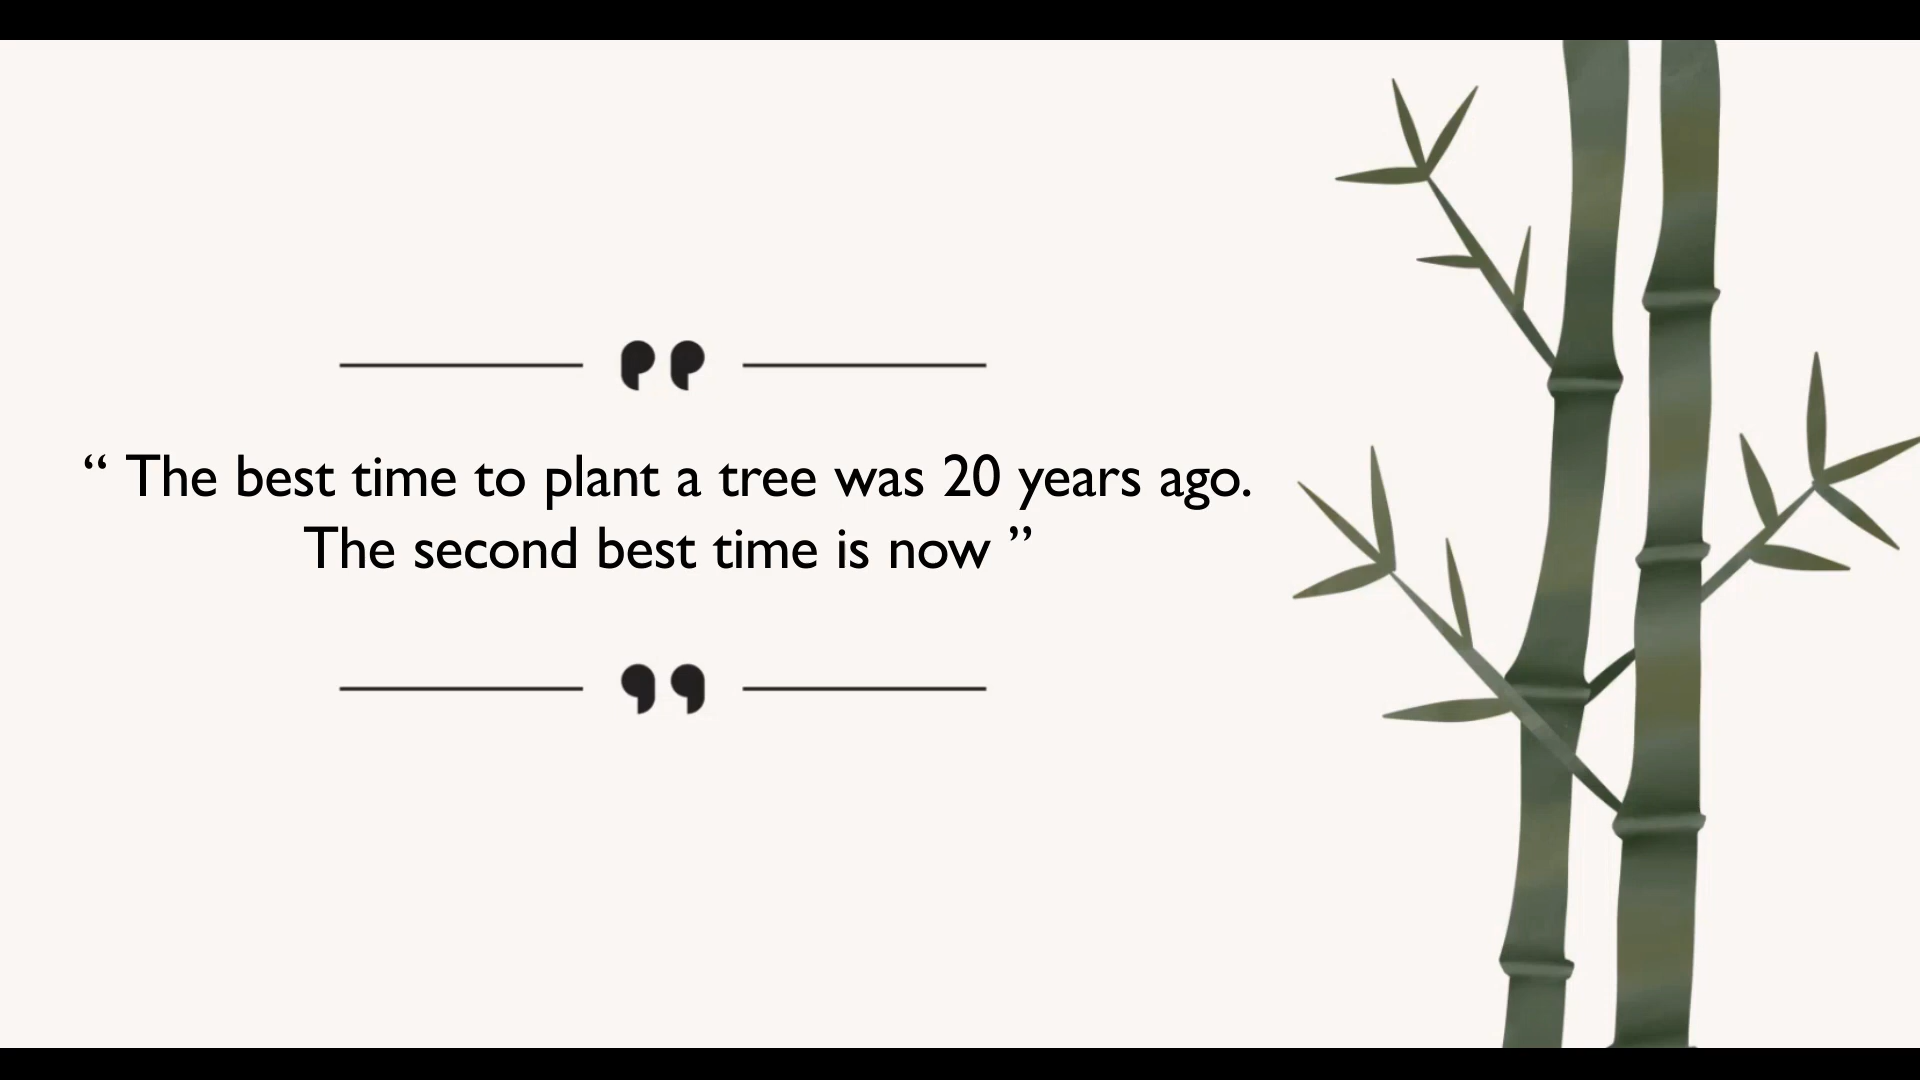 “ The best time to plant a tree was 20 years ago.
The second best time is now ”